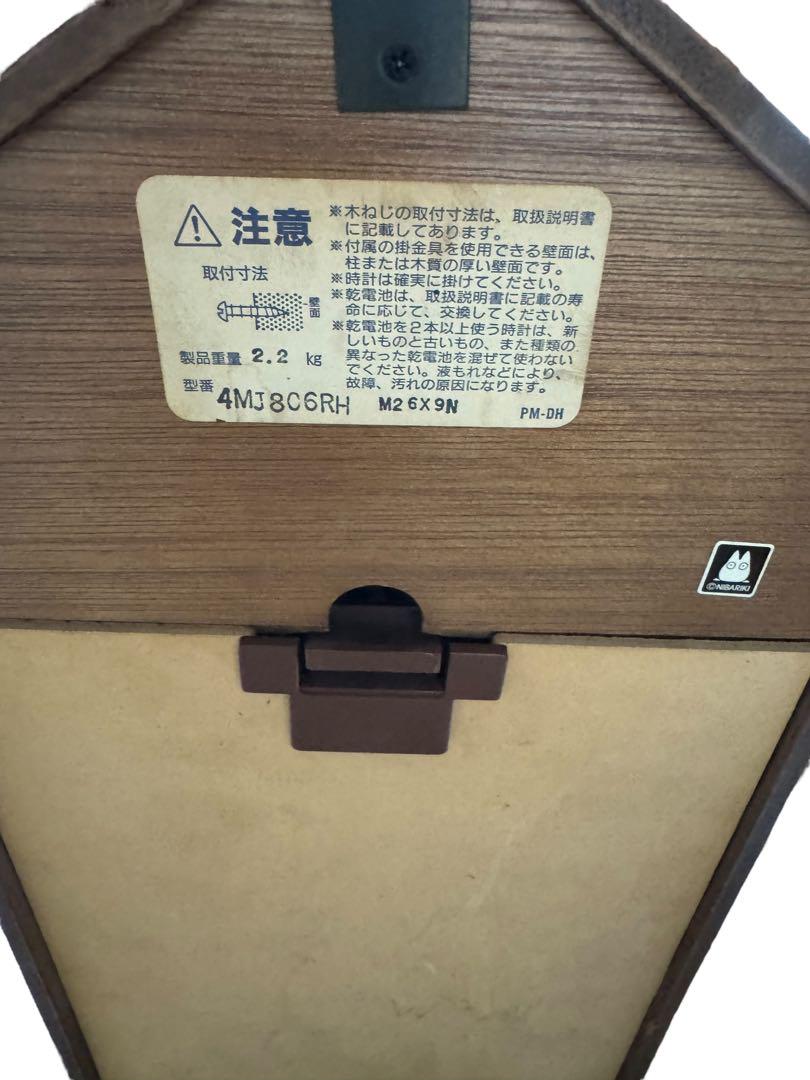 注意
取付寸法
壁面
製品重量 2.2 kg
型番 4MJ8C6RH M26X9N
※木ねじの取付寸法は、取扱説明書
に記載してあります。
※付属の掛金具を使用できる壁面は、
柱または木質の厚い壁面です。
※時計は確実に掛けてください。
※乾電池は、取扱説明書に記載の寿
命に応じて、交換してください。
※乾電池を2本以上使う時計は、新
しいものと古いもの、また種類の
異なった乾電池を混ぜて使わない
でください。液もれなどにより、
故障、汚れの原因になります。
PM-DH
©NIBARIKI